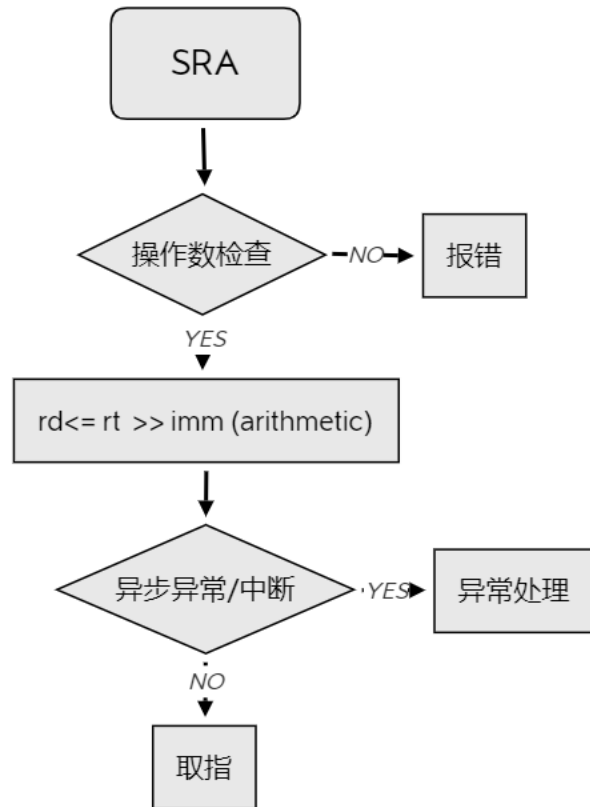 SRA
操作数检查
NO
报错
YES
rd<= rt >> imm (arithmetic)
异步异常/中断
YES
异常处理
NO
取指